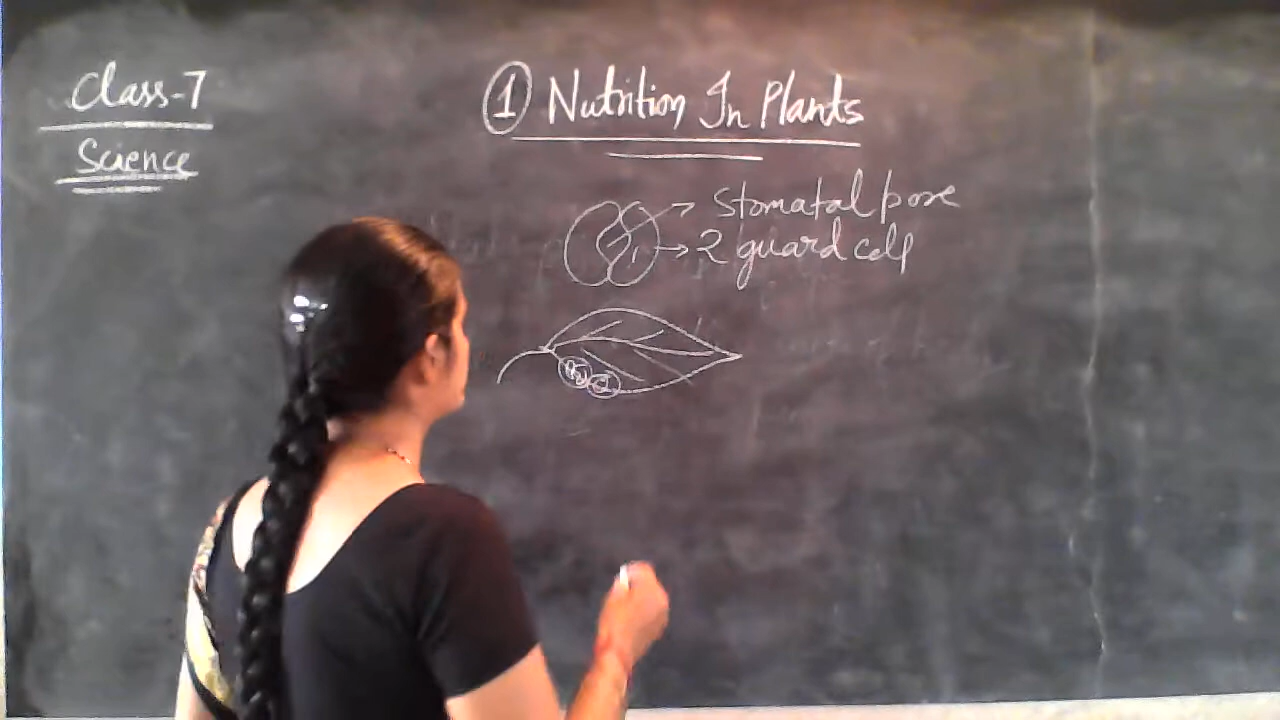 Class-7
Science
① Nutrition In Plants
Stomatal pore
2 guard cell